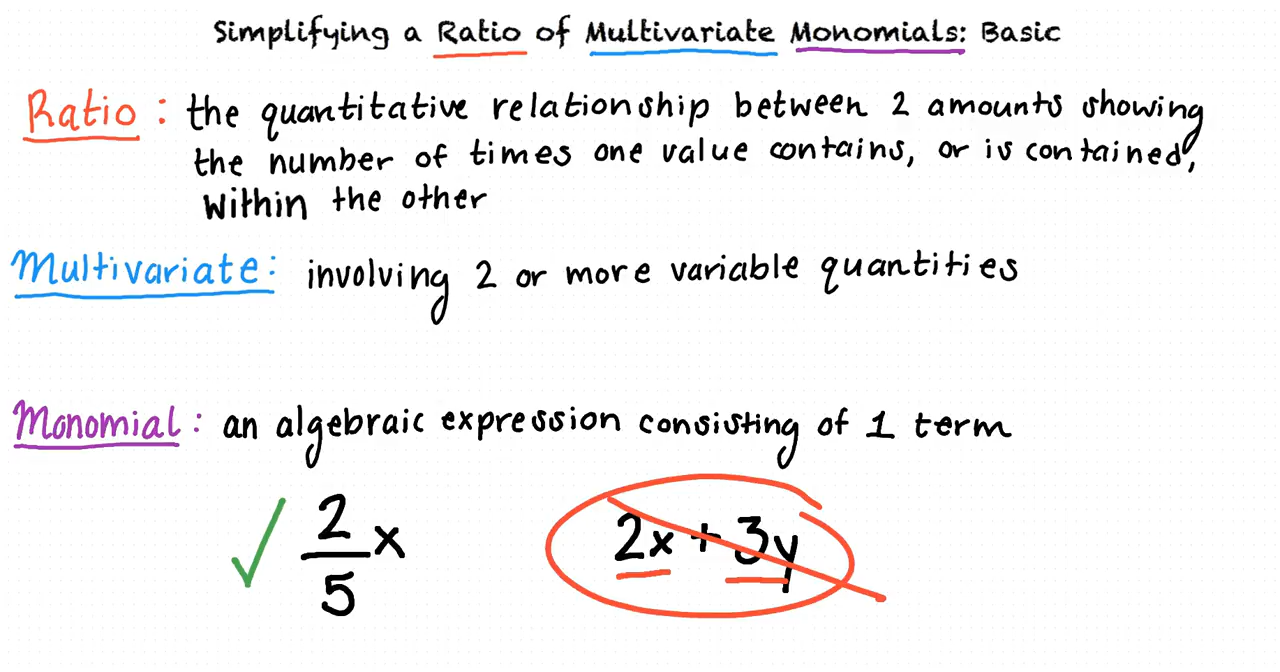 Simplifying a Ratio of Multivariate Monomials: Basic
Ratio: the quantitative relationship between 2 amounts showing
the number of times one value contains, or is contained,
within the other
Multivariate: involving 2 or more variable quantities
Monomial: an algebraic expression consisting of 1 term
✓ 2/5 x 2x + 3y